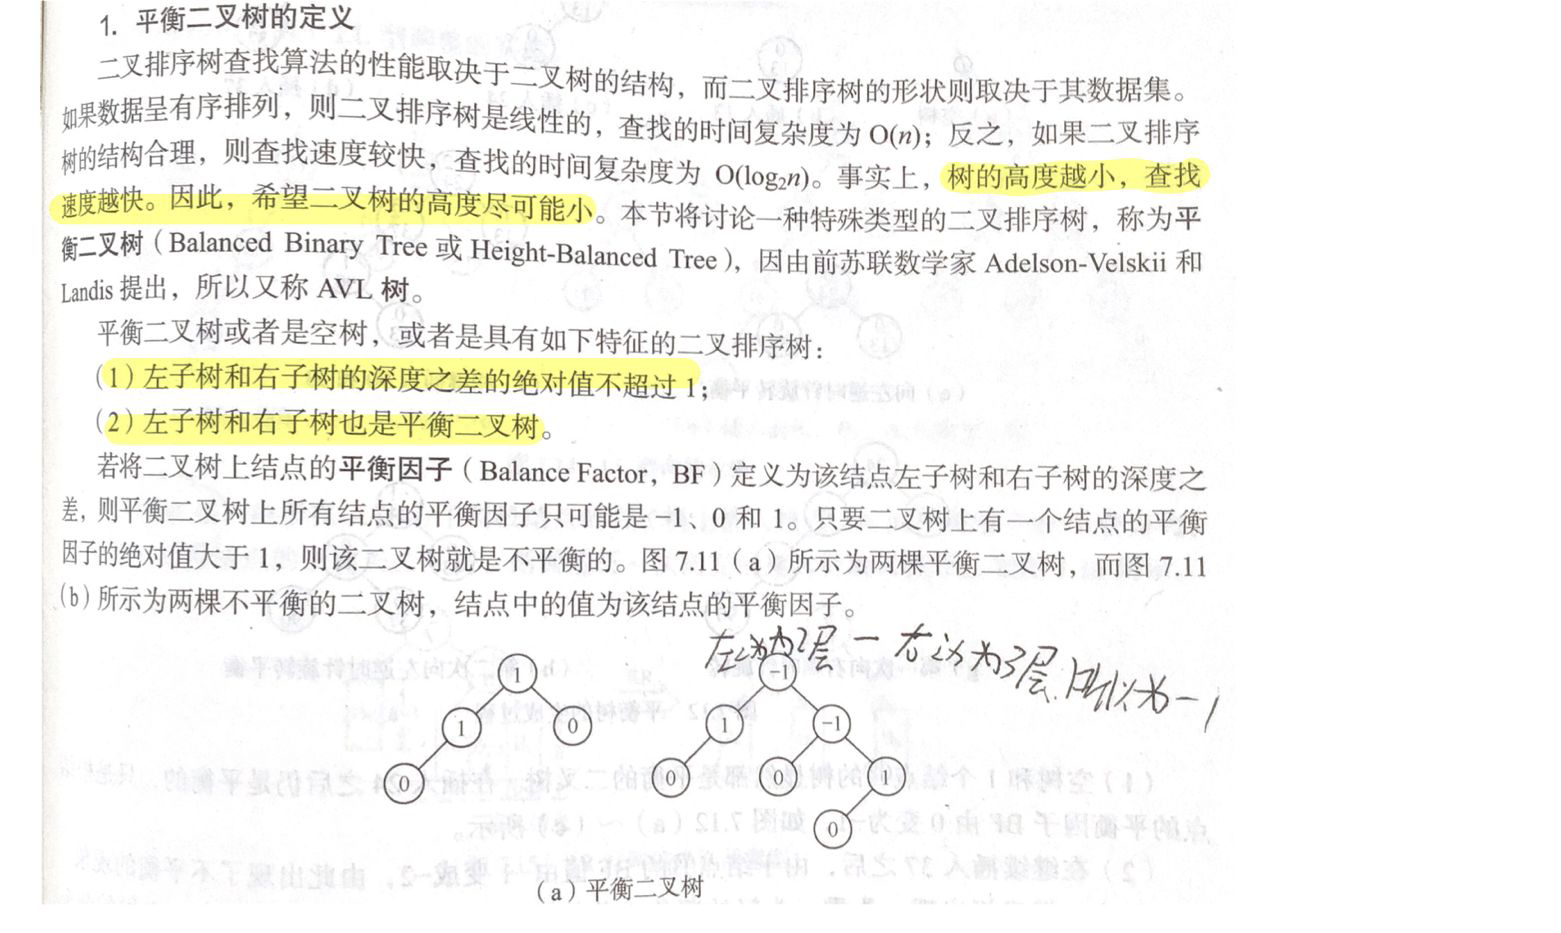 1. 平衡二叉树的定义
二叉排序树查找算法的性能取决于二叉树的结构，而二叉排序树的形状则取决于其数据集。
如果数据呈有序排列，则二叉排序树是线性的，查找的时间复杂度为 O(n)；反之，如果二叉排序
树的结构合理，则查找速度较快，查找的时间复杂度为 O(log₂n)。事实上，树的高度越小，查找
速度越快。因此，希望二叉树的高度尽可能小。本节将讨论一种特殊类型的二叉排序树，称为平
衡二叉树（Balanced Binary Tree 或 Height-Balanced Tree），因由前苏联数学家 Adelson-Velskii 和
Landis 提出，所以又称 AVL 树。
平衡二叉树或者是空树，或者是具有如下特征的二叉排序树：
（1）左子树和右子树的深度之差的绝对值不超过 1；
（2）左子树和右子树也是平衡二叉树。
若将二叉树上结点的平衡因子（Balance Factor，BF）定义为该结点左子树和右子树的深度之
差，则平衡二叉树上所有结点的平衡因子只可能是 −1、0 和 1。只要二叉树上有一个结点的平衡
因子的绝对值大于 1，则该二叉树就是不平衡的。图 7.11（a）所示为两棵平衡二叉树，而图 7.11
(b) 所示为两棵不平衡的二叉树，结点中的值为该结点的平衡因子。
左边为2层 一 右边为3层.所以为-1
1
−1
1
0
1
−1
0
0
0
1
0
（a）平衡二叉树